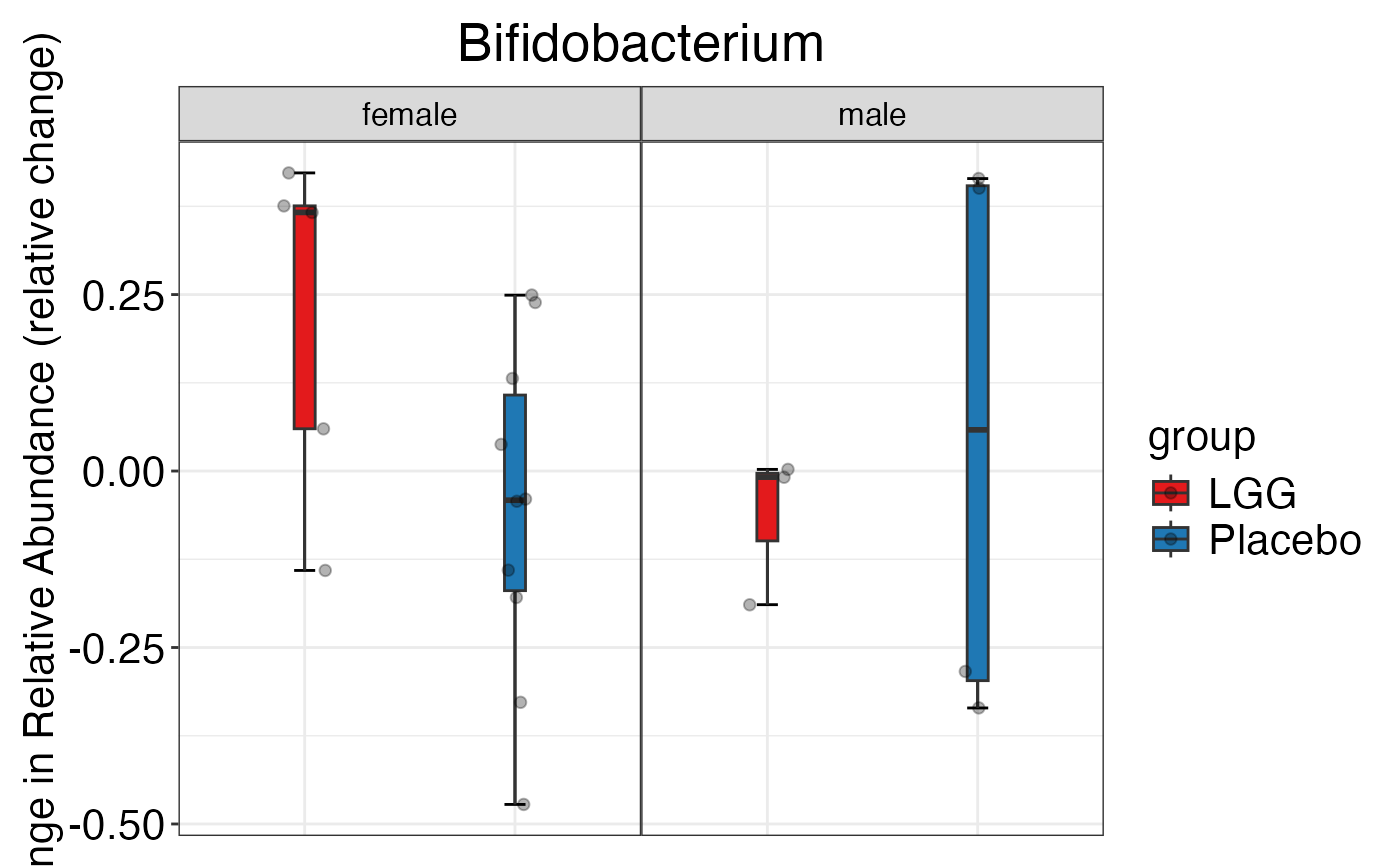 Bifidobacterium
female
male
nge in Relative Abundance (relative change)
0.25
0.00
-0.25
-0.50
group
LGG
Placebo